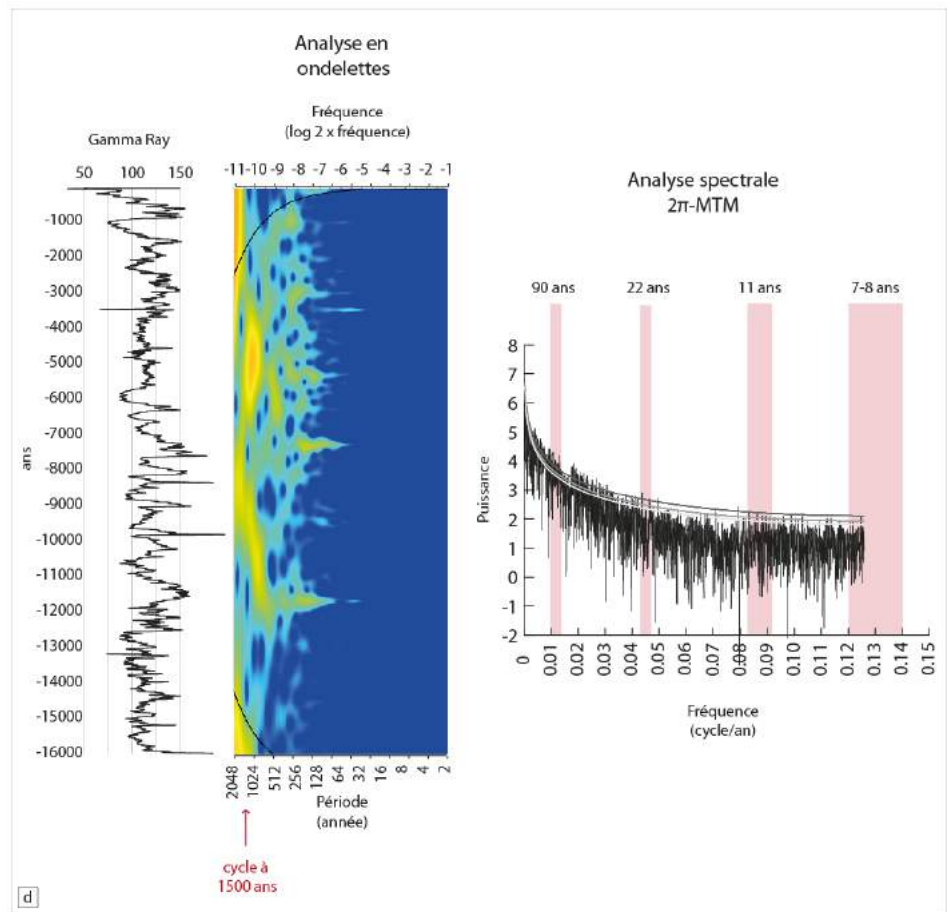 Analyse en
ondelettes
Fréquence
(log 2 x fréquence)
Gamma Ray
50 100 150
-11 -10 -9 -8 -7 -6 -5 -4 -3 -2 -1
ans
-1000
-2000
-3000
-4000
-5000
-6000
-7000
-8000
-9000
-10000
-11000
-12000
-13000
-14000
-15000
-16000
2048 1024 512 256 128 64 32 16 8 4 2
Période
(année)
cycle à
1500 ans
Analyse spectrale
2π-MTM
90 ans 22 ans 11 ans 7-8 ans
Puissance
8
7
6
5
4
3
2
1
0
-1
-2
0 0.01 0.02 0.03 0.04 0.05 0.06 0.07 0.08 0.09 0.10 0.11 0.12 0.13 0.14 0.15
Fréquence
(cycle/an)
d